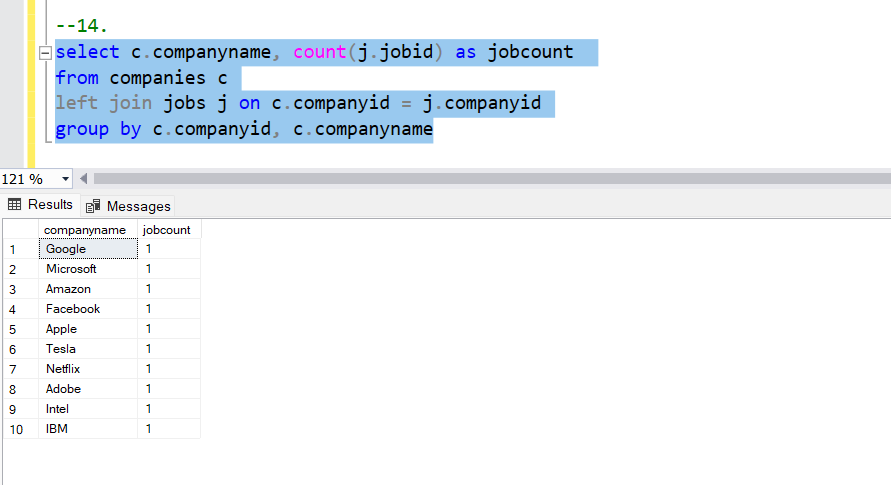 --14.
select c.companyname, count(j.jobid) as jobcount
from companies c
left join jobs j on c.companyid = j.companyid
group by c.companyid, c.companyname
121 %
Results Messages
companyname jobcount
1 Google 1
2 Microsoft 1
3 Amazon 1
4 Facebook 1
5 Apple 1
6 Tesla 1
7 Netflix 1
8 Adobe 1
9 Intel 1
10 IBM 1